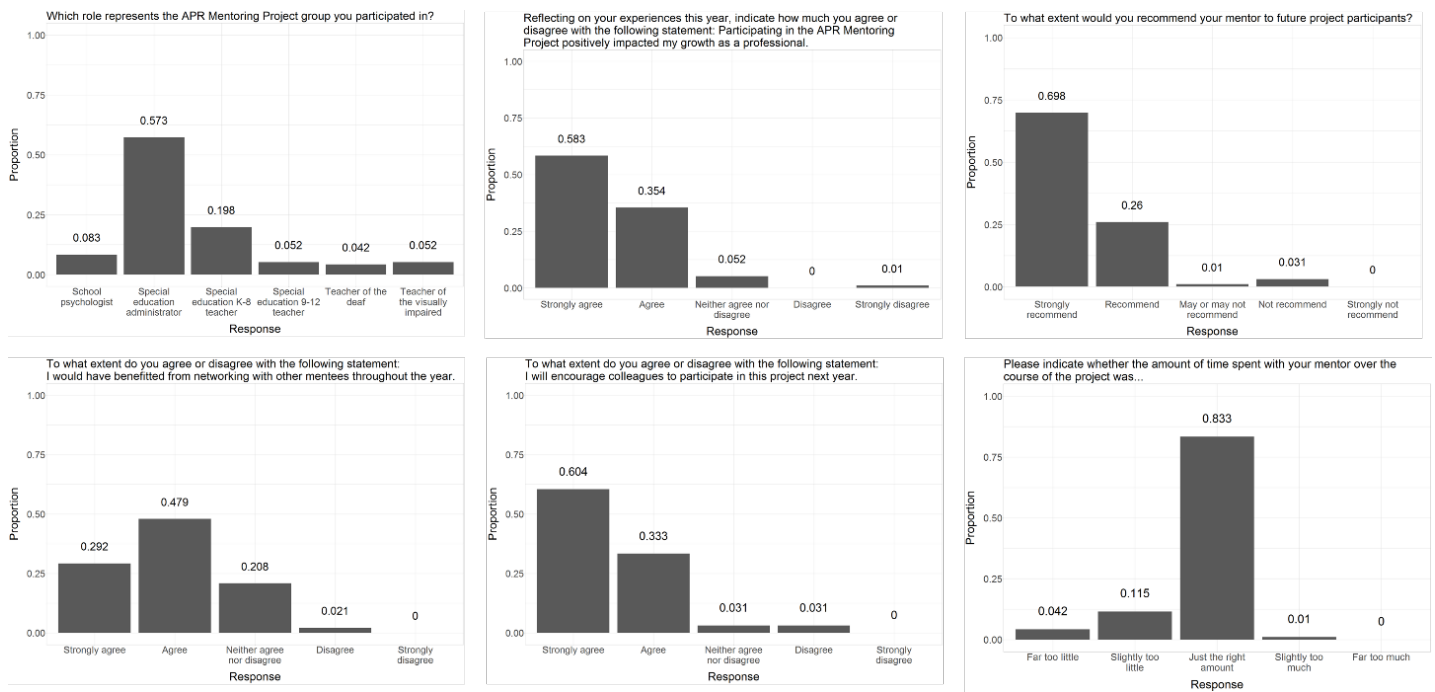 Which role represents the APR Mentoring Project group you participated in?
1.00
0.75
0.50
0.25
0.00
Proportion
0.083
0.573
0.198
0.052
0.042
0.052
School
psychologist
Special
education
administrator
Special
education K-8
teacher
Special
education 9-12
teacher
Teacher of the
deaf
Teacher of
the visually
impaired
Response
Reflecting on your experiences this year, indicate how much you agree or
disagree with the following statement: Participating in the APR Mentoring
Project positively impacted my growth as a professional.
1.00
0.75
0.50
0.25
0.00
Proportion
0.583
0.354
0.052
0
0.01
Strongly agree
Agree
Neither agree nor
disagree
Disagree
Strongly disagree
Response
To what extent would you recommend your mentor to future project participants?
1.00
0.75
0.50
0.25
0.00
Proportion
0.698
0.26
0.01
0.031
0
Strongly
recommend
Recommend
May or may not
recommend
Not recommend
Strongly not
recommend
Response
To what extent do you agree or disagree with the following statement:
I would have benefitted from networking with other mentees throughout the year.
1.00
0.75
0.50
0.25
0.00
Proportion
0.292
0.479
0.208
0.021
0
Strongly agree
Agree
Neither agree
nor disagree
Disagree
Strongly
disagree
Response
To what extent do you agree or disagree with the following statement:
I will encourage colleagues to participate in this project next year.
1.00
0.75
0.50
0.25
0.00
Proportion
0.604
0.333
0.031
0.031
0
Strongly agree
Agree
Neither agree
nor disagree
Disagree
Strongly
disagree
Response
Please indicate whether the amount of time spent with your mentor over the
course of the project was...
1.00
0.75
0.50
0.25
0.00
Proportion
0.042
0.115
0.833
0.01
0
Far too little
Slightly too
little
Just the right
amount
Slightly too
much
Far too much
Response